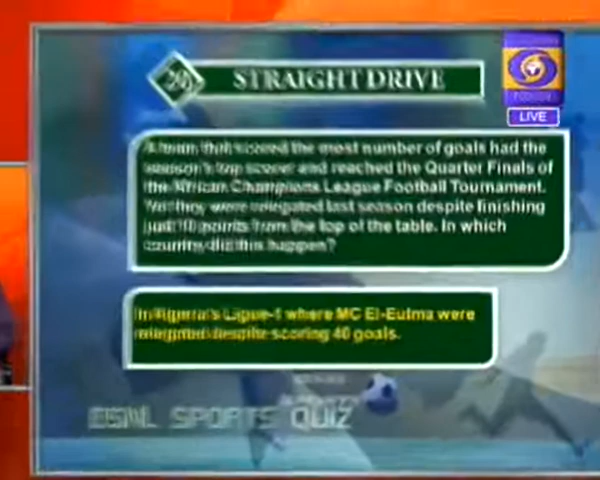 20 STRAIGHT DRIVE
LIVE
A team that scored the most number of goals had the
season's top scorer and reached the Quarter Finals of
the African Champions League Football Tournament.
Yet they were relegated last season despite finishing
just 10 points from the top of the table. In which
country did this happen?
In Algeria's Ligue-1 where MC El-Eulma were
relegated despite scoring 40 goals.
BSNL SPORTS QUIZ